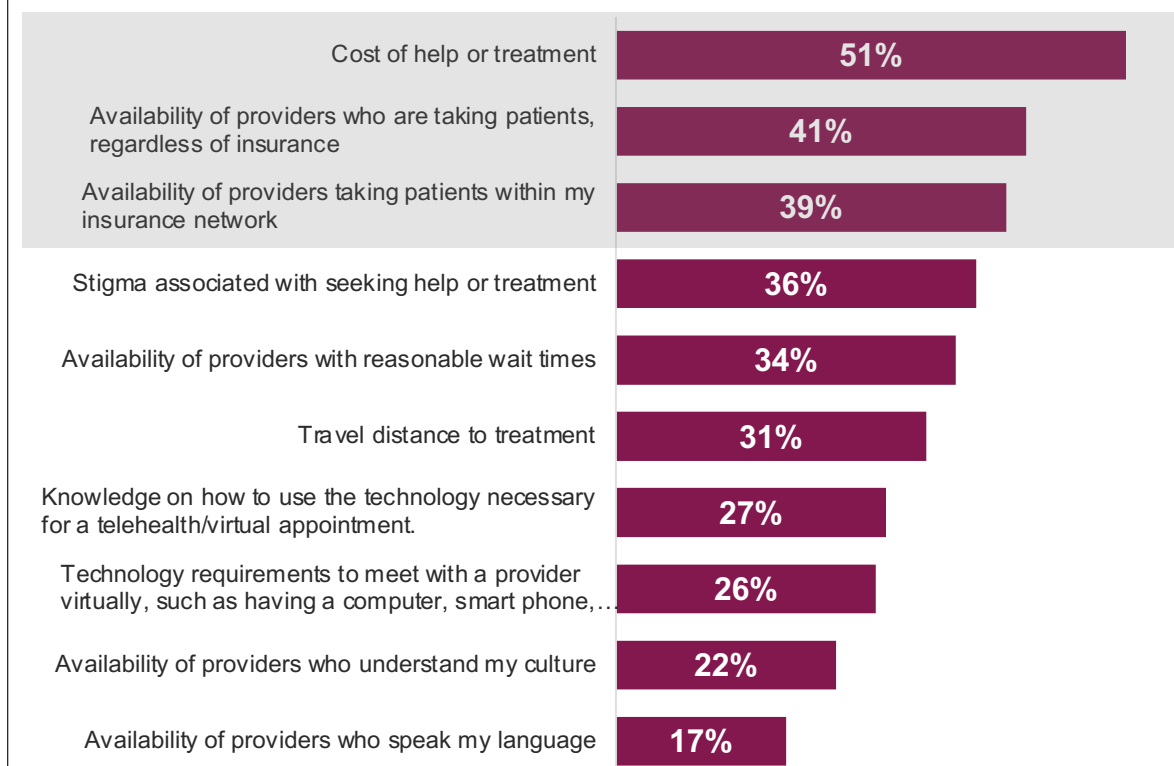 Cost of help or treatment 51%
Availability of providers who are taking patients,
regardless of insurance 41%
Availability of providers taking patients within my
insurance network 39%
Stigma associated with seeking help or treatment 36%
Availability of providers with reasonable wait times 34%
Travel distance to treatment 31%
Knowledge on how to use the technology necessary
for a telehealth/virtual appointment. 27%
Technology requirements to meet with a provider
virtually, such as having a computer, smart phone,… 26%
Availability of providers who understand my culture 22%
Availability of providers who speak my language 17%